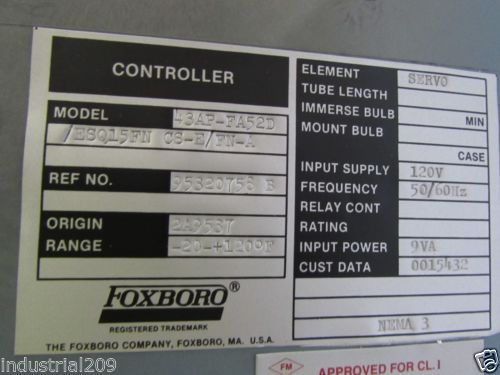 CONTROLLER
MODEL 43AP-FA52D
/ESQ15FN CS-E/FN-A
REF NO. 95320758 B
ORIGIN 2A9537
RANGE -20-+120°F
FOXBORO®
REGISTERED TRADEMARK
THE FOXBORO COMPANY, FOXBORO, MA. U.S.A.
ELEMENT SERVO
TUBE LENGTH
IMMERSE BULB MIN
MOUNT BULB
CASE
INPUT SUPPLY 120V
FREQUENCY 50/60Hz
RELAY CONT
RATING
INPUT POWER 9VA
CUST DATA 0015432
NEMA 3
FM APPROVED FOR CL. I
industrial209